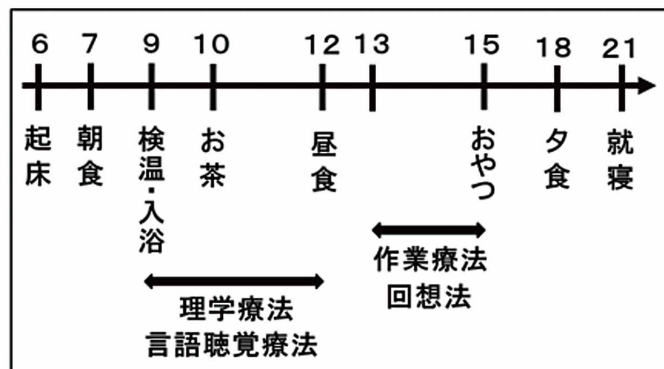 6 7 9 10 12 13 15 18 21
起床
朝食
検温・入浴
お茶
昼食
おやつ
夕食
就寝
作業療法
回想法
理学療法
言語聴覚療法